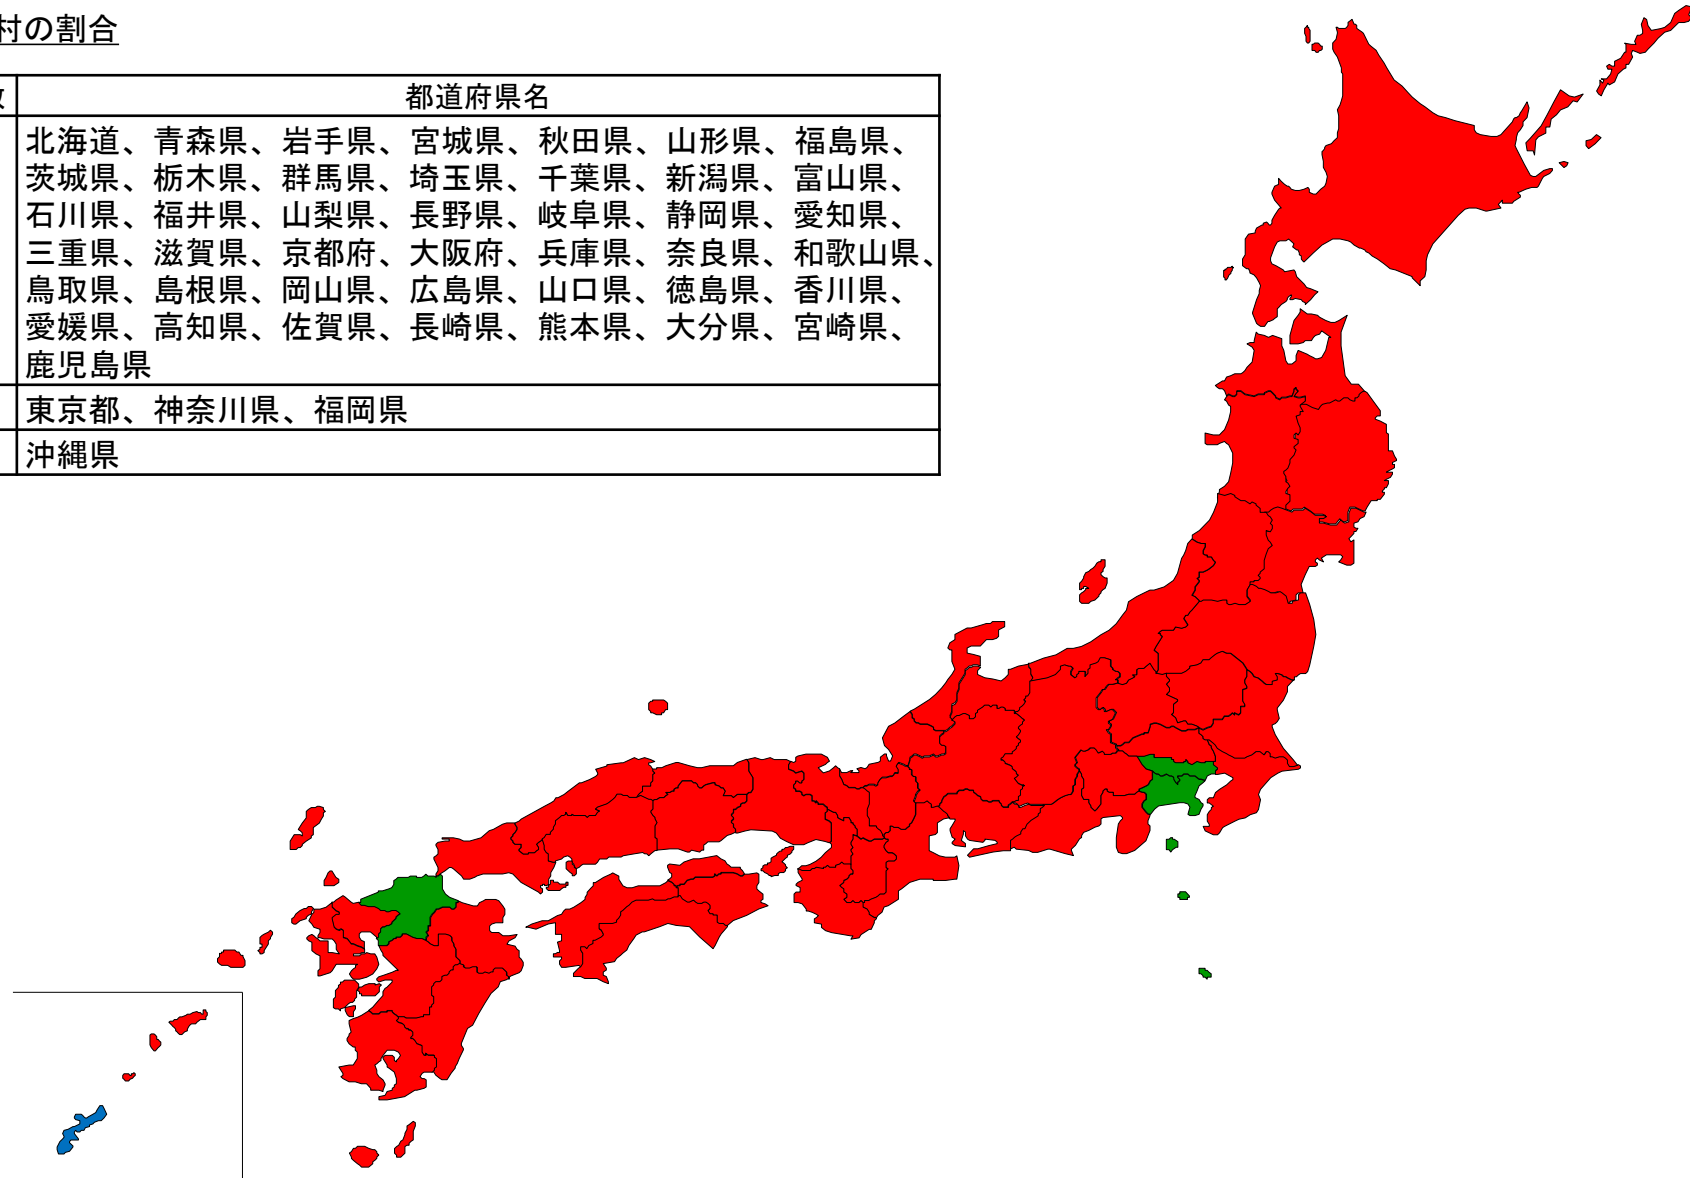 村の割合
数
都道府県名
北海道、青森県、岩手県、宮城県、秋田県、山形県、福島県、
茨城県、栃木県、群馬県、埼玉県、千葉県、新潟県、富山県、
石川県、福井県、山梨県、長野県、岐阜県、静岡県、愛知県、
三重県、滋賀県、京都府、大阪府、兵庫県、奈良県、和歌山県、
鳥取県、島根県、岡山県、広島県、山口県、徳島県、香川県、
愛媛県、高知県、佐賀県、長崎県、熊本県、大分県、宮崎県、
鹿児島県
東京都、神奈川県、福岡県
沖縄県